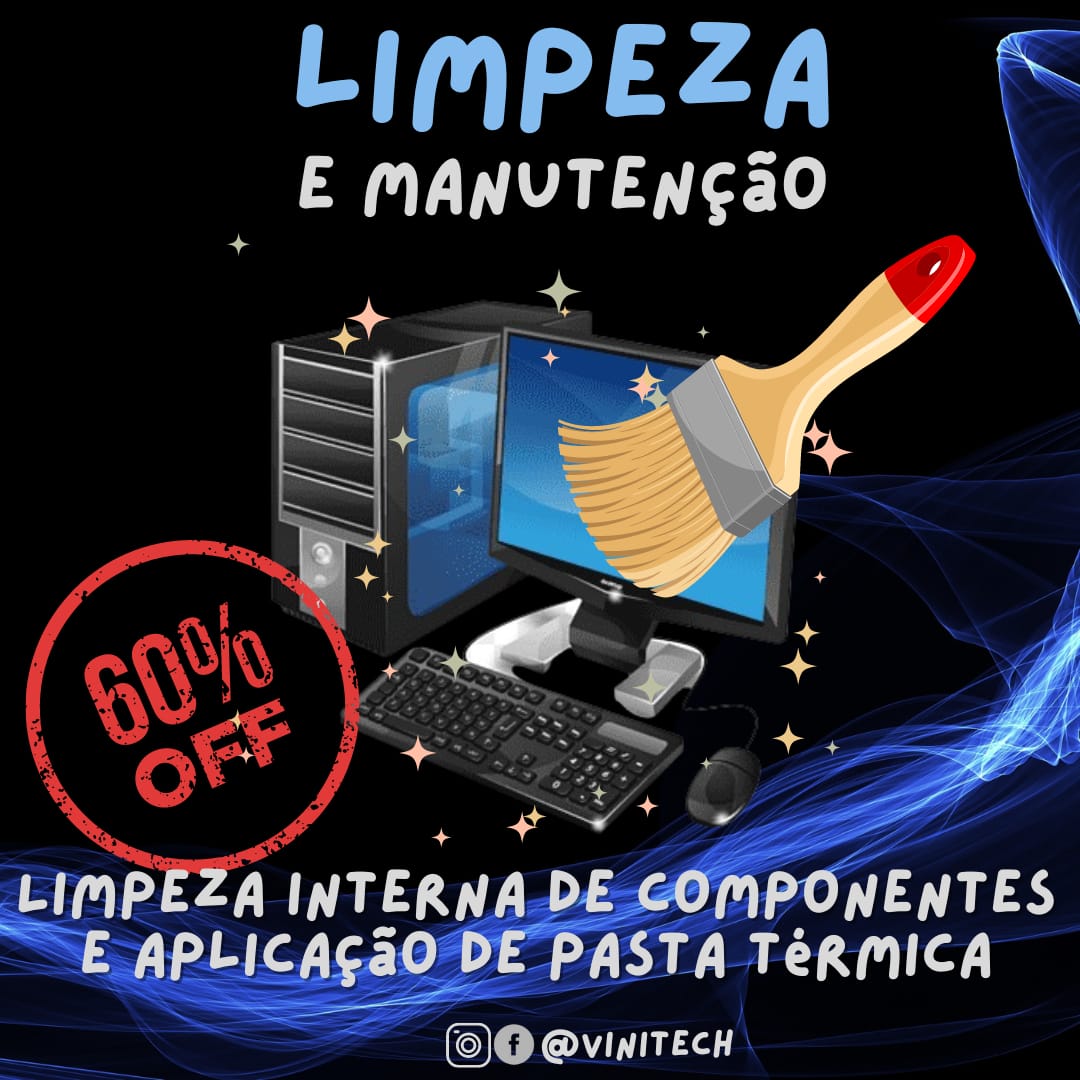 LIMPEZA
E MANUTENÇÃO
60%
OFF
LIMPEZA INTERNA DE COMPONENTES
E APLICAÇÃO DE PASTA TÉRMICA
@VINITECH